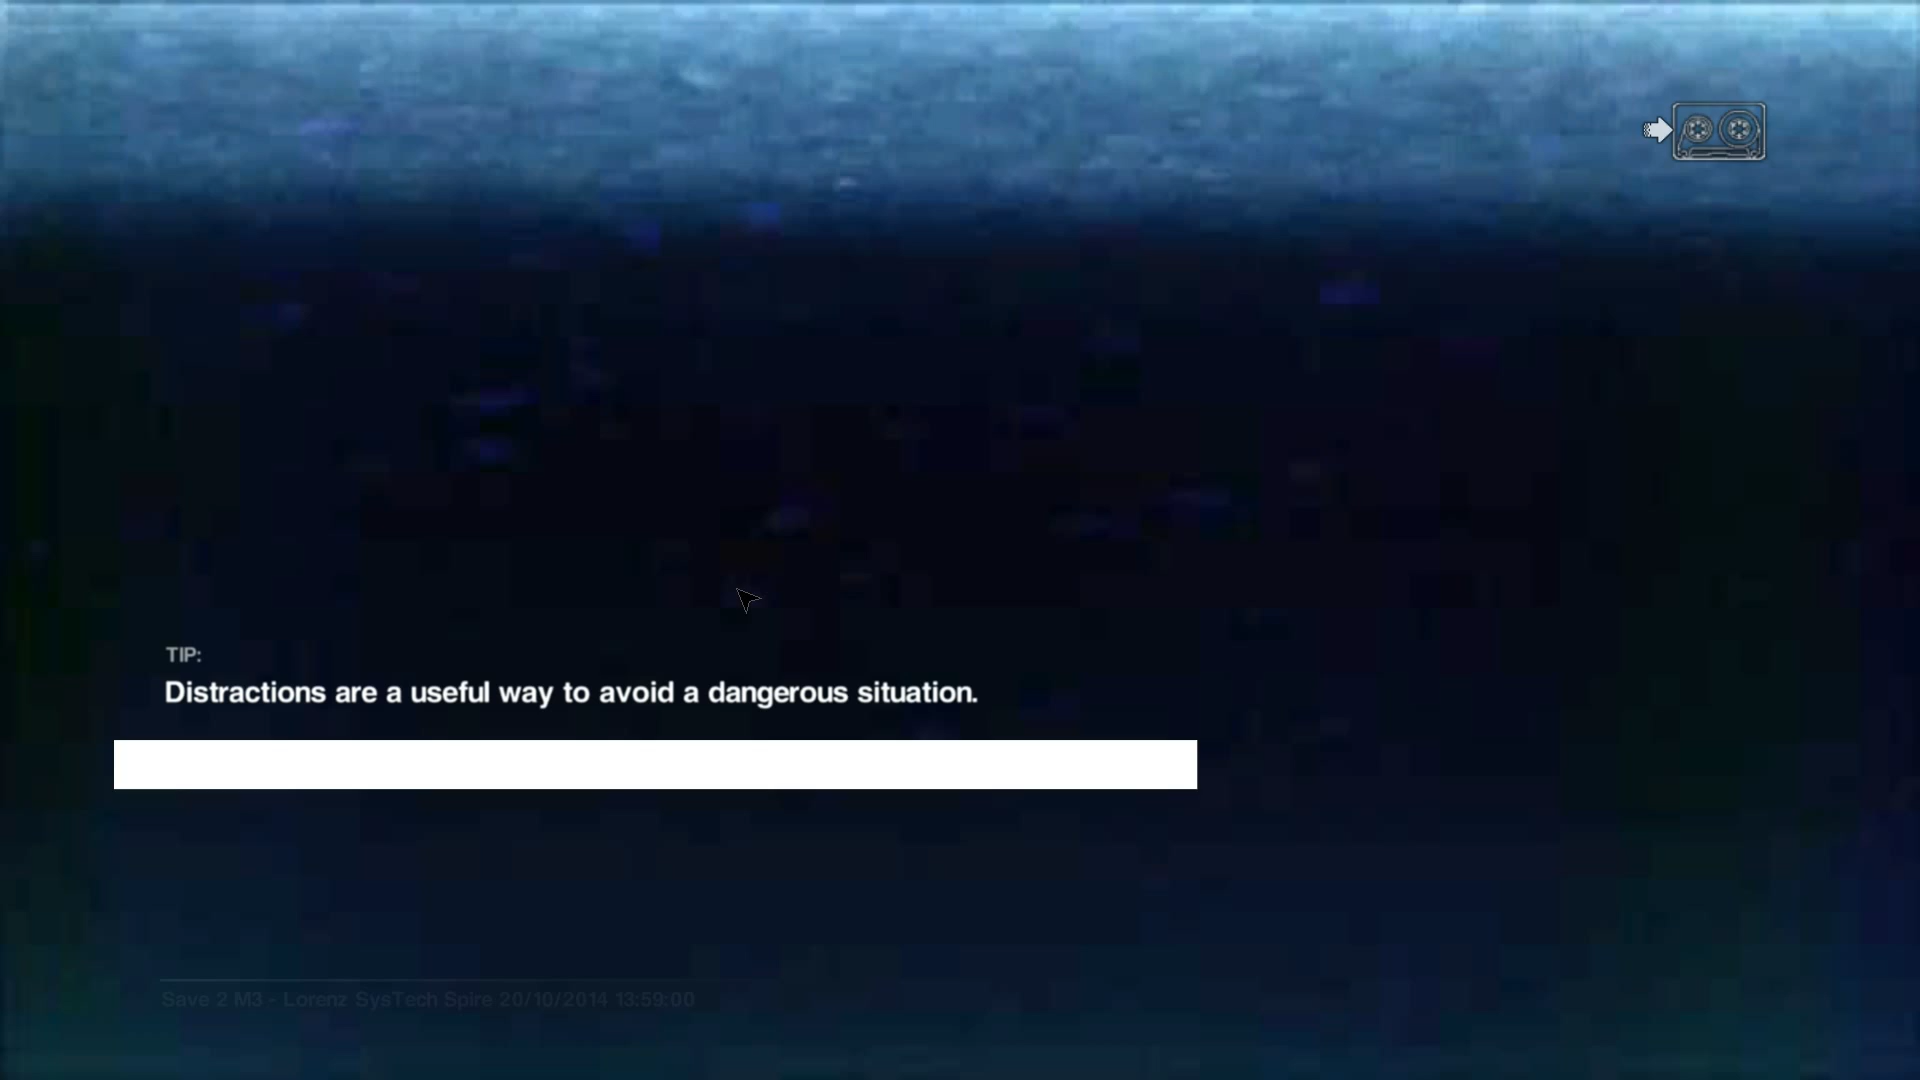 TIP:
Distractions are a useful way to avoid a dangerous situation.
Save 2 M3 - Lorenz SysTech Spire 20/10/2014 13:59:00